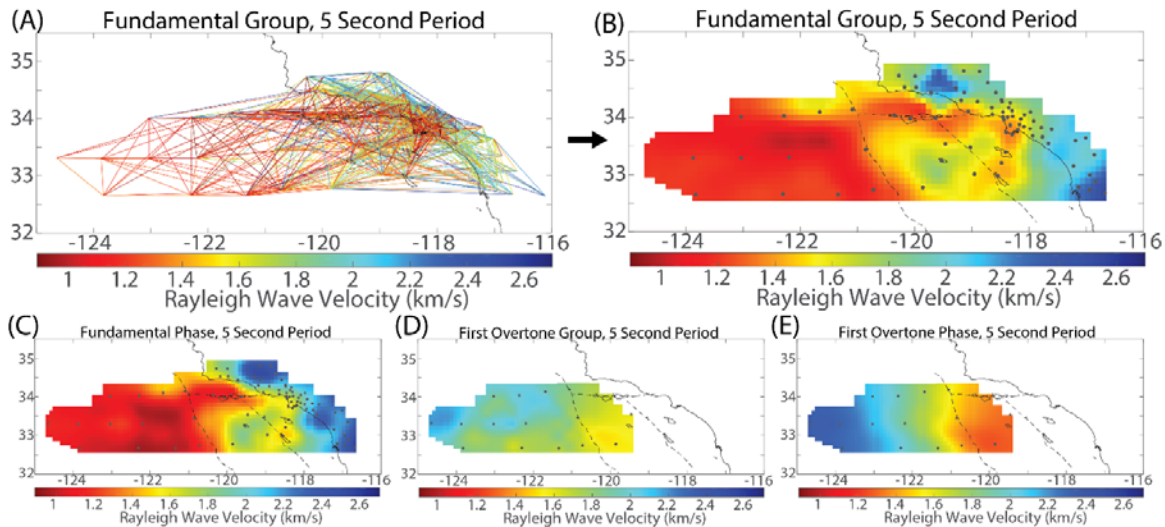 (A) Fundamental Group, 5 Second Period
35
34
33
32
-124 -122 -120 -118 -116
1 1.2 1.4 1.6 1.8 2 2.2 2.4 2.6
Rayleigh Wave Velocity (km/s)
(B) Fundamental Group, 5 Second Period
35
34
33
32
-124 -122 -120 -118 -116
1 1.2 1.4 1.6 1.8 2 2.2 2.4 2.6
Rayleigh Wave Velocity (km/s)
(C) Fundamental Phase, 5 Second Period
35
34
33
32
-124 -122 -120 -118 -116
1 1.2 1.4 1.6 1.8 2 2.2 2.4 2.6
Rayleigh Wave Velocity (km/s)
(D) First Overtone Group, 5 Second Period
35
34
33
32
-124 -122 -120 -118 -116
1 1.2 1.4 1.6 1.8 2 2.2 2.4 2.6
Rayleigh Wave Velocity (km/s)
(E) First Overtone Phase, 5 Second Period
35
34
33
32
-124 -122 -120 -118 -116
1 1.2 1.4 1.6 1.8 2 2.2 2.4 2.6
Rayleigh Wave Velocity (km/s)